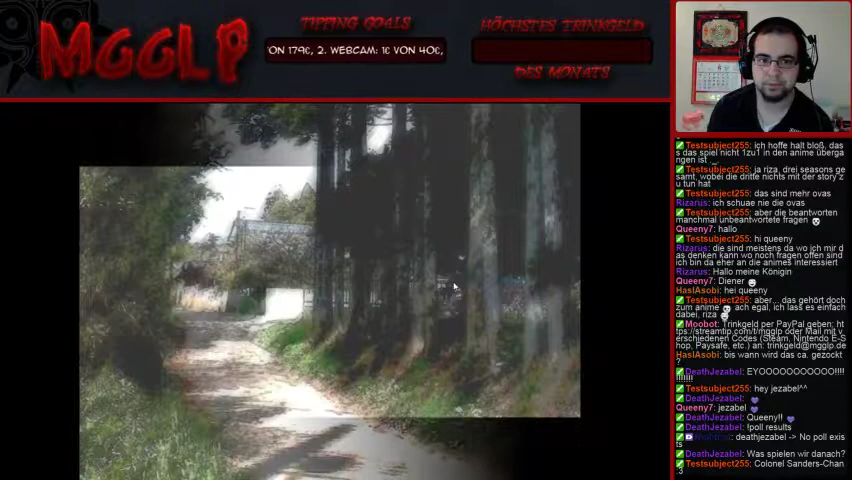 MGGLP
TIPPING GOALS
ON 179€, 2. WEBCAM: 1€ VON 40€,
HÖCHSTES TRINKGELD
DES MONATS
Testsubject255: ich hoffe halt bloß, das
s das spiel nicht 1zu1 in den anime überga
ngen ist ._.
Testsubject255: ja riza, drei seasons ge
samt, wobei die dritte nichts mit der story z
u tun hat
Testsubject255: das sind mehr ovas
Rizarus: ich schuae nie die ovas
Testsubject255: aber die beantworten
manchmal unbeantwortete fragen
Queeny7: hallo
Testsubject255: hi queeny
Rizarus: die sind meistens da wo ich mir d
as denken kann wo noch fragen offen sind
ich bin da eher an die animes interessiert
Rizarus: Hallo meine Königin
Queeny7: Diener
HaslAsobi: hei queeny
Testsubject255: aber... das gehört doch
zum anime ach egal, ich lass es einfach
dabei, riza
Moobot: Trinkgeld per PayPal geben: ht
tps://streamtip.com/t/mgglp oder Mail mit v
erschiedenen Codes (Steam, Nintendo E-S
hop, Paysafe, etc.) an: trinkgeld@mgglp.de
HaslAsobi: bis wann wird das ca. gezockt
?
DeathJezabel: EYOOOOOOOOOO!!!!
!!!!!!!!
Testsubject255: hey jezabel^^
DeathJezabel:
Queeny7: jezabel
DeathJezabel: Queeny!!
DeathJezabel: !poll results
deathjezabel -> No poll exis
ts
DeathJezabel: Was spielen wir danach?
Testsubject255: Colonel Sanders-Chan
:3